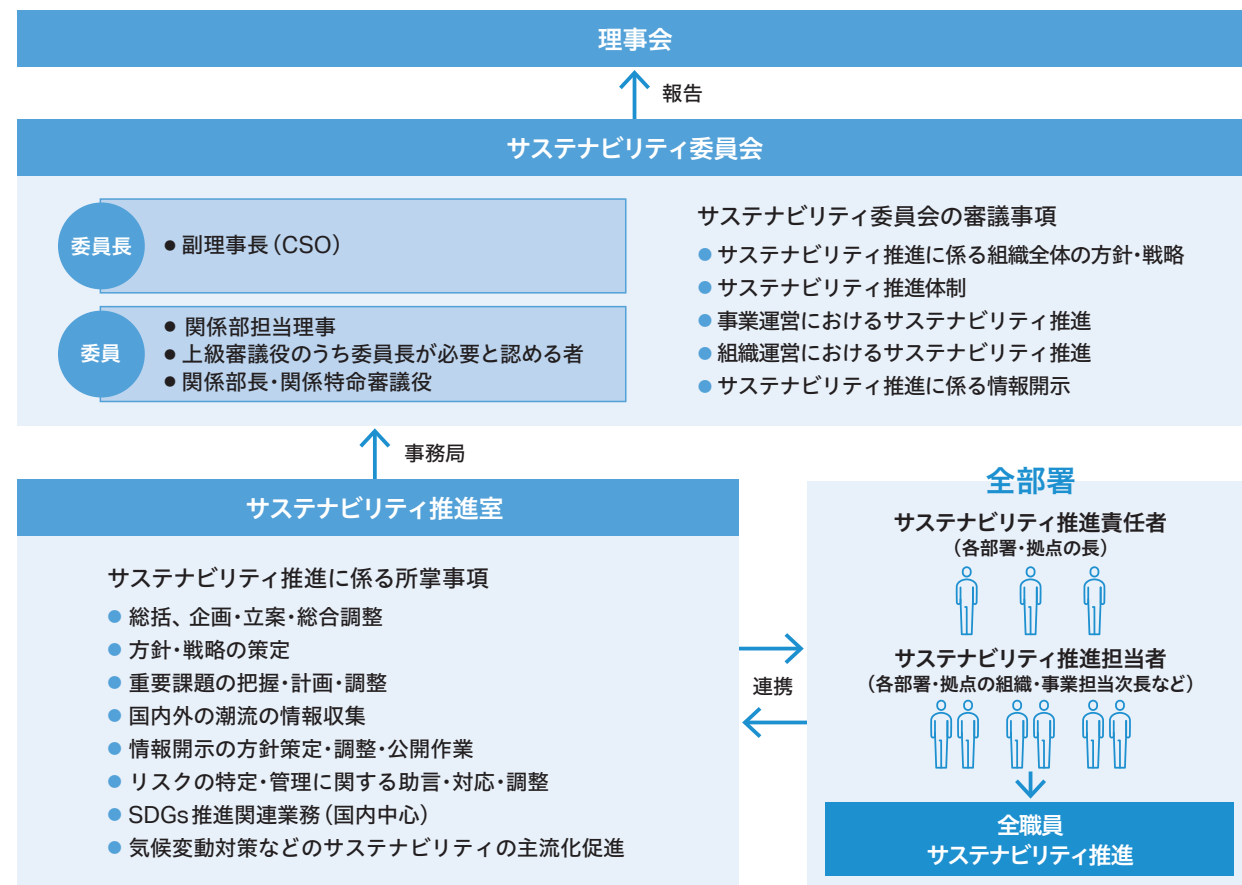 理事会
報告
サステナビリティ委員会
委員長
● 副理事長（CSO）
委員
● 関係部担当理事
● 上級審議役のうち委員長が必要と認める者
● 関係部長・関係特命審議役
サステナビリティ委員会の審議事項
● サステナビリティ推進に係る組織全体の方針・戦略
● サステナビリティ推進体制
● 事業運営におけるサステナビリティ推進
● 組織運営におけるサステナビリティ推進
● サステナビリティ推進に係る情報開示
事務局
サステナビリティ推進室
サステナビリティ推進に係る所掌事項
● 総括、企画・立案・総合調整
● 方針・戦略の策定
● 重要課題の把握・計画・調整
● 国内外の潮流の情報収集
● 情報開示の方針策定・調整・公開作業
● リスクの特定・管理に関する助言・対応・調整
● SDGs推進関連業務（国内中心）
● 気候変動対策などのサステナビリティの主流化促進
連携
全部署
サステナビリティ推進責任者
（各部署・拠点の長）
サステナビリティ推進担当者
（各部署・拠点の組織・事業担当次長など）
全職員
サステナビリティ推進